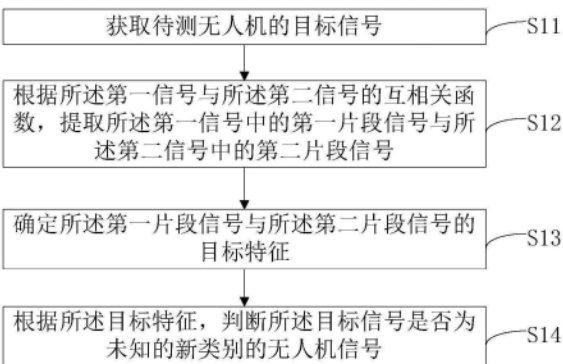 获取待测无人机的目标信号
S11
根据所述第一信号与所述第二信号的互相关函
数，提取所述第一信号中的第一片段信号与所
述第二信号中的第二片段信号
S12
确定所述第一片段信号与所述第二片段信号的
目标特征
S13
根据所述目标特征，判断所述目标信号是否为
未知的新类别的无人机信号
S14